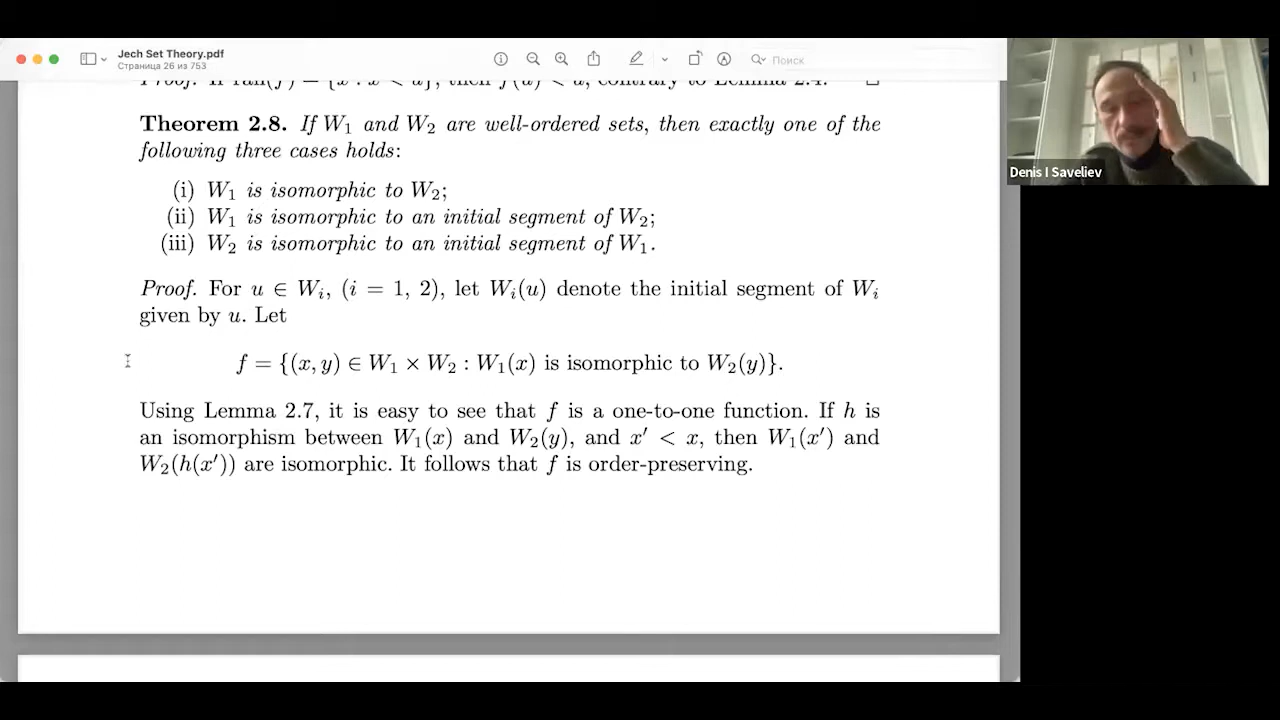 Jech Set Theory.pdf
Страница 26 из 753
Поиск
Theorem 2.8. If W₁ and W₂ are well-ordered sets, then exactly one of the
following three cases holds:
(i) W₁ is isomorphic to W₂;
(ii) W₁ is isomorphic to an initial segment of W₂;
(iii) W₂ is isomorphic to an initial segment of W₁.
Proof. For u ∈ Wᵢ, (i = 1, 2), let Wᵢ(u) denote the initial segment of Wᵢ
given by u. Let
f = {(x, y) ∈ W₁ × W₂ : W₁(x) is isomorphic to W₂(y)}.
Using Lemma 2.7, it is easy to see that f is a one-to-one function. If h is
an isomorphism between W₁(x) and W₂(y), and x′ < x, then W₁(x′) and
W₂(h(x′)) are isomorphic. It follows that f is order-preserving.
Denis I Saveliev